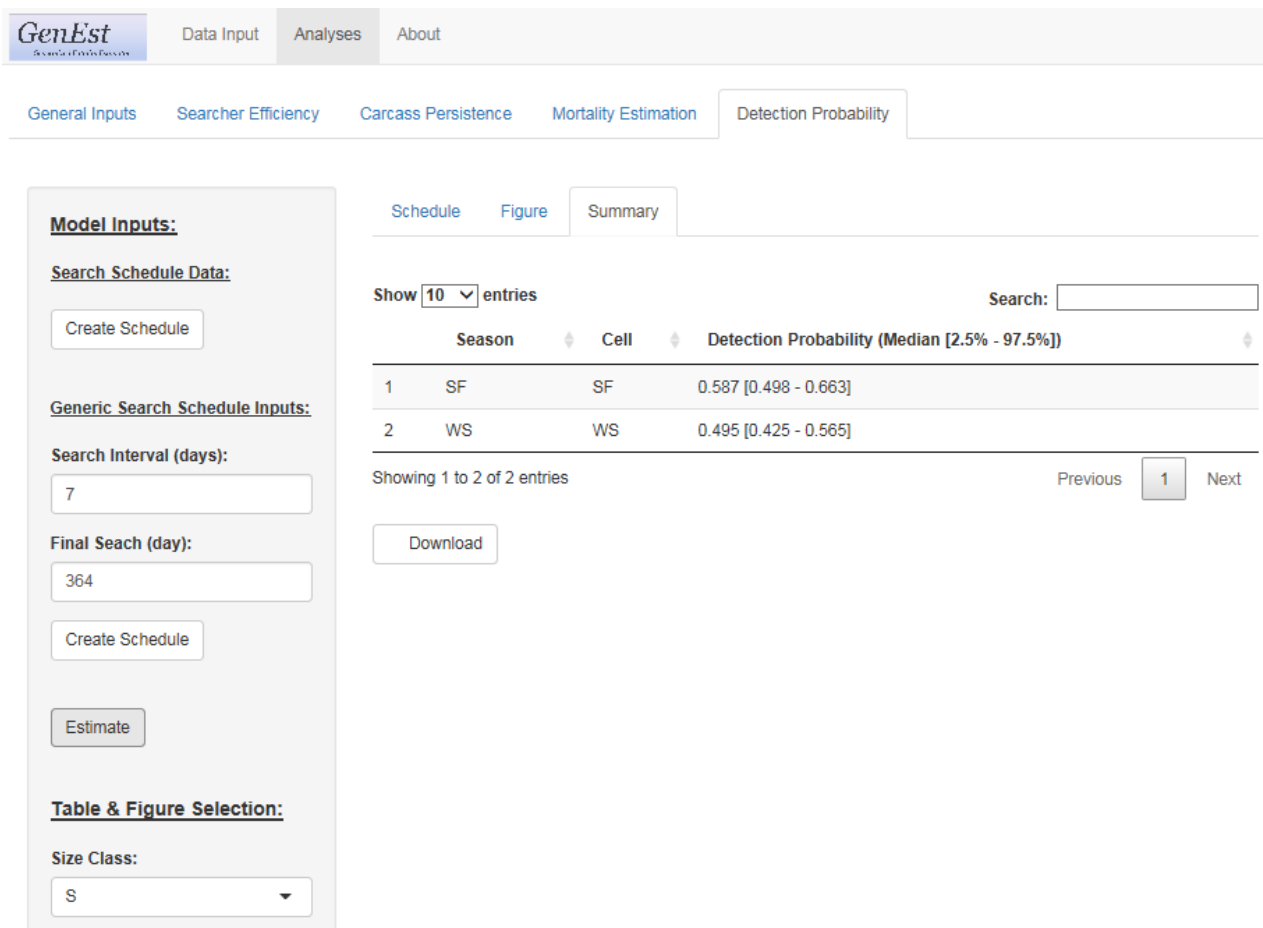 GenEst
Data Input
Analyses
About
General Inputs
Searcher Efficiency
Carcass Persistence
Mortality Estimation
Detection Probability
Model Inputs:
Search Schedule Data:
Create Schedule
Generic Search Schedule Inputs:
Search Interval (days):
7
Final Seach (day):
364
Create Schedule
Estimate
Table & Figure Selection:
Size Class:
S
Schedule
Figure
Summary
Show 10 entries
Search:
Season Cell Detection Probability (Median [2.5% - 97.5%])
1 SF SF 0.587 [0.498 - 0.663]
2 WS WS 0.495 [0.425 - 0.565]
Showing 1 to 2 of 2 entries
Previous 1 Next
Download